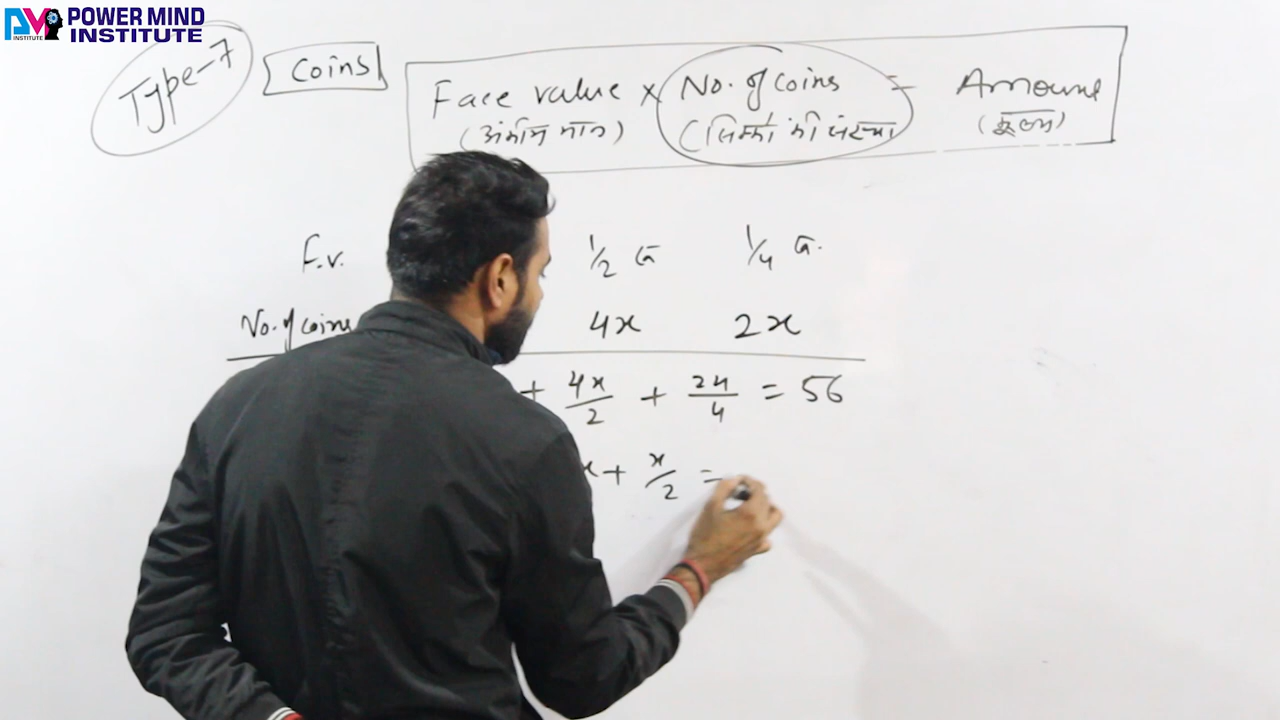 POWER MIND
INSTITUTE
INSTITUTE
Type-7
Coins
Face value × No. of coins = Amount
(अंकित मान) (सिक्कों की संख्या
F.v. 1/2 रु 1/4 रु.
No. of coins 4x 2x
+ 4x/2 + 2x/4 = 56
x + x/2 =